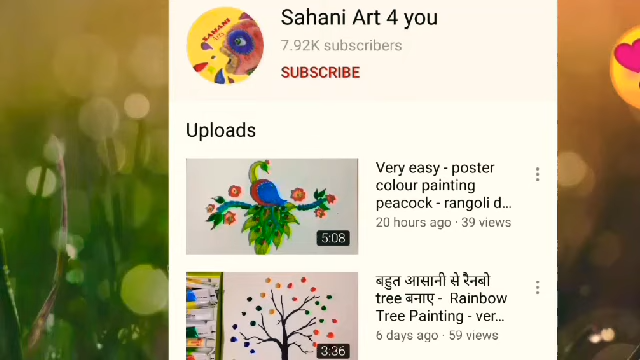 Sahani Art 4 you
7.92K subscribers
SUBSCRIBE
Uploads
Very easy - poster
colour painting
peacock - rangoli d...
20 hours ago · 39 views
5:08
बहुत आसानी से रैनबो
tree बनाए - Rainbow
Tree Painting - ver...
6 days ago · 59 views
3:36